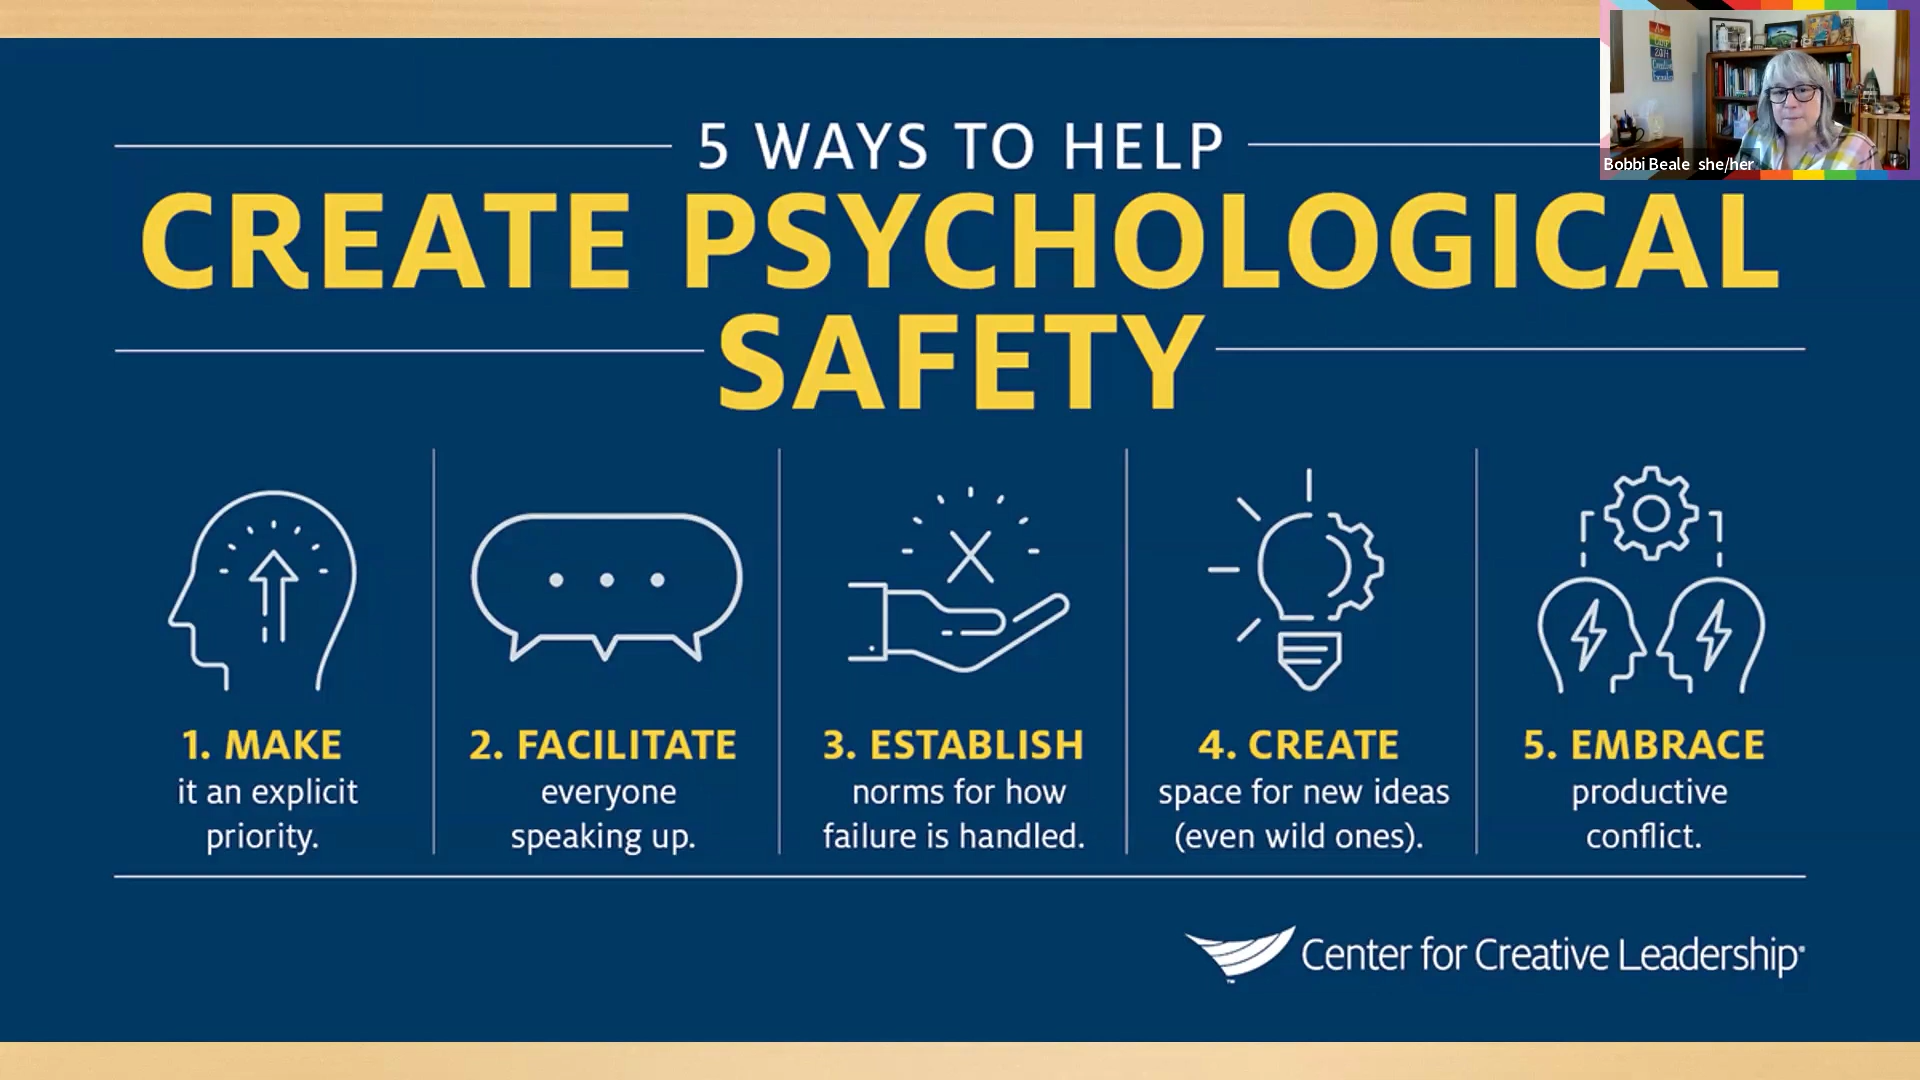 5 WAYS TO HELP
CREATE PSYCHOLOGICAL
SAFETY
1. MAKE
it an explicit
priority.
2. FACILITATE
everyone
speaking up.
3. ESTABLISH
norms for how
failure is handled.
4. CREATE
space for new ideas
(even wild ones).
5. EMBRACE
productive
conflict.
Center for Creative Leadership®
TM
Bobbi Beale she/her